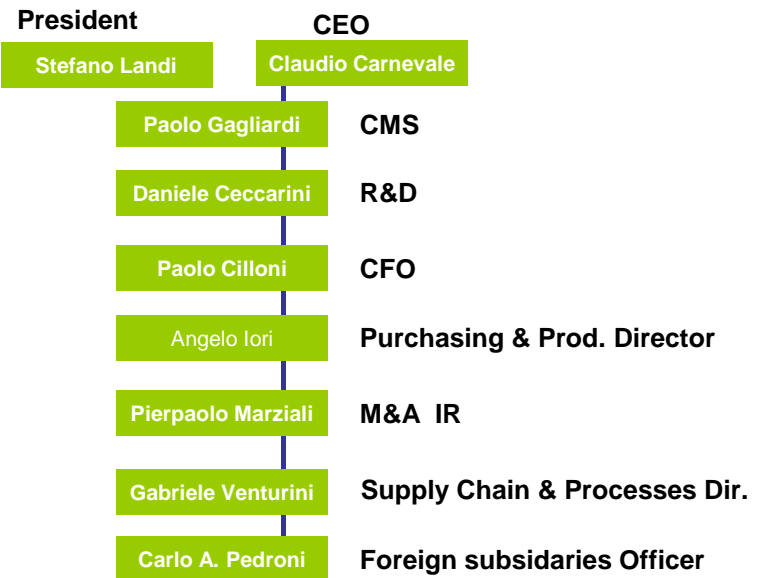 President
CEO
Stefano Landi
Claudio Carnevale
Paolo Gagliardi
CMS
Daniele Ceccarini
R&D
Paolo Cilloni
CFO
Angelo Iori
Purchasing & Prod. Director
Pierpaolo Marziali
M&A IR
Gabriele Venturini
Supply Chain & Processes Dir.
Carlo A. Pedroni
Foreign subsidaries Officer